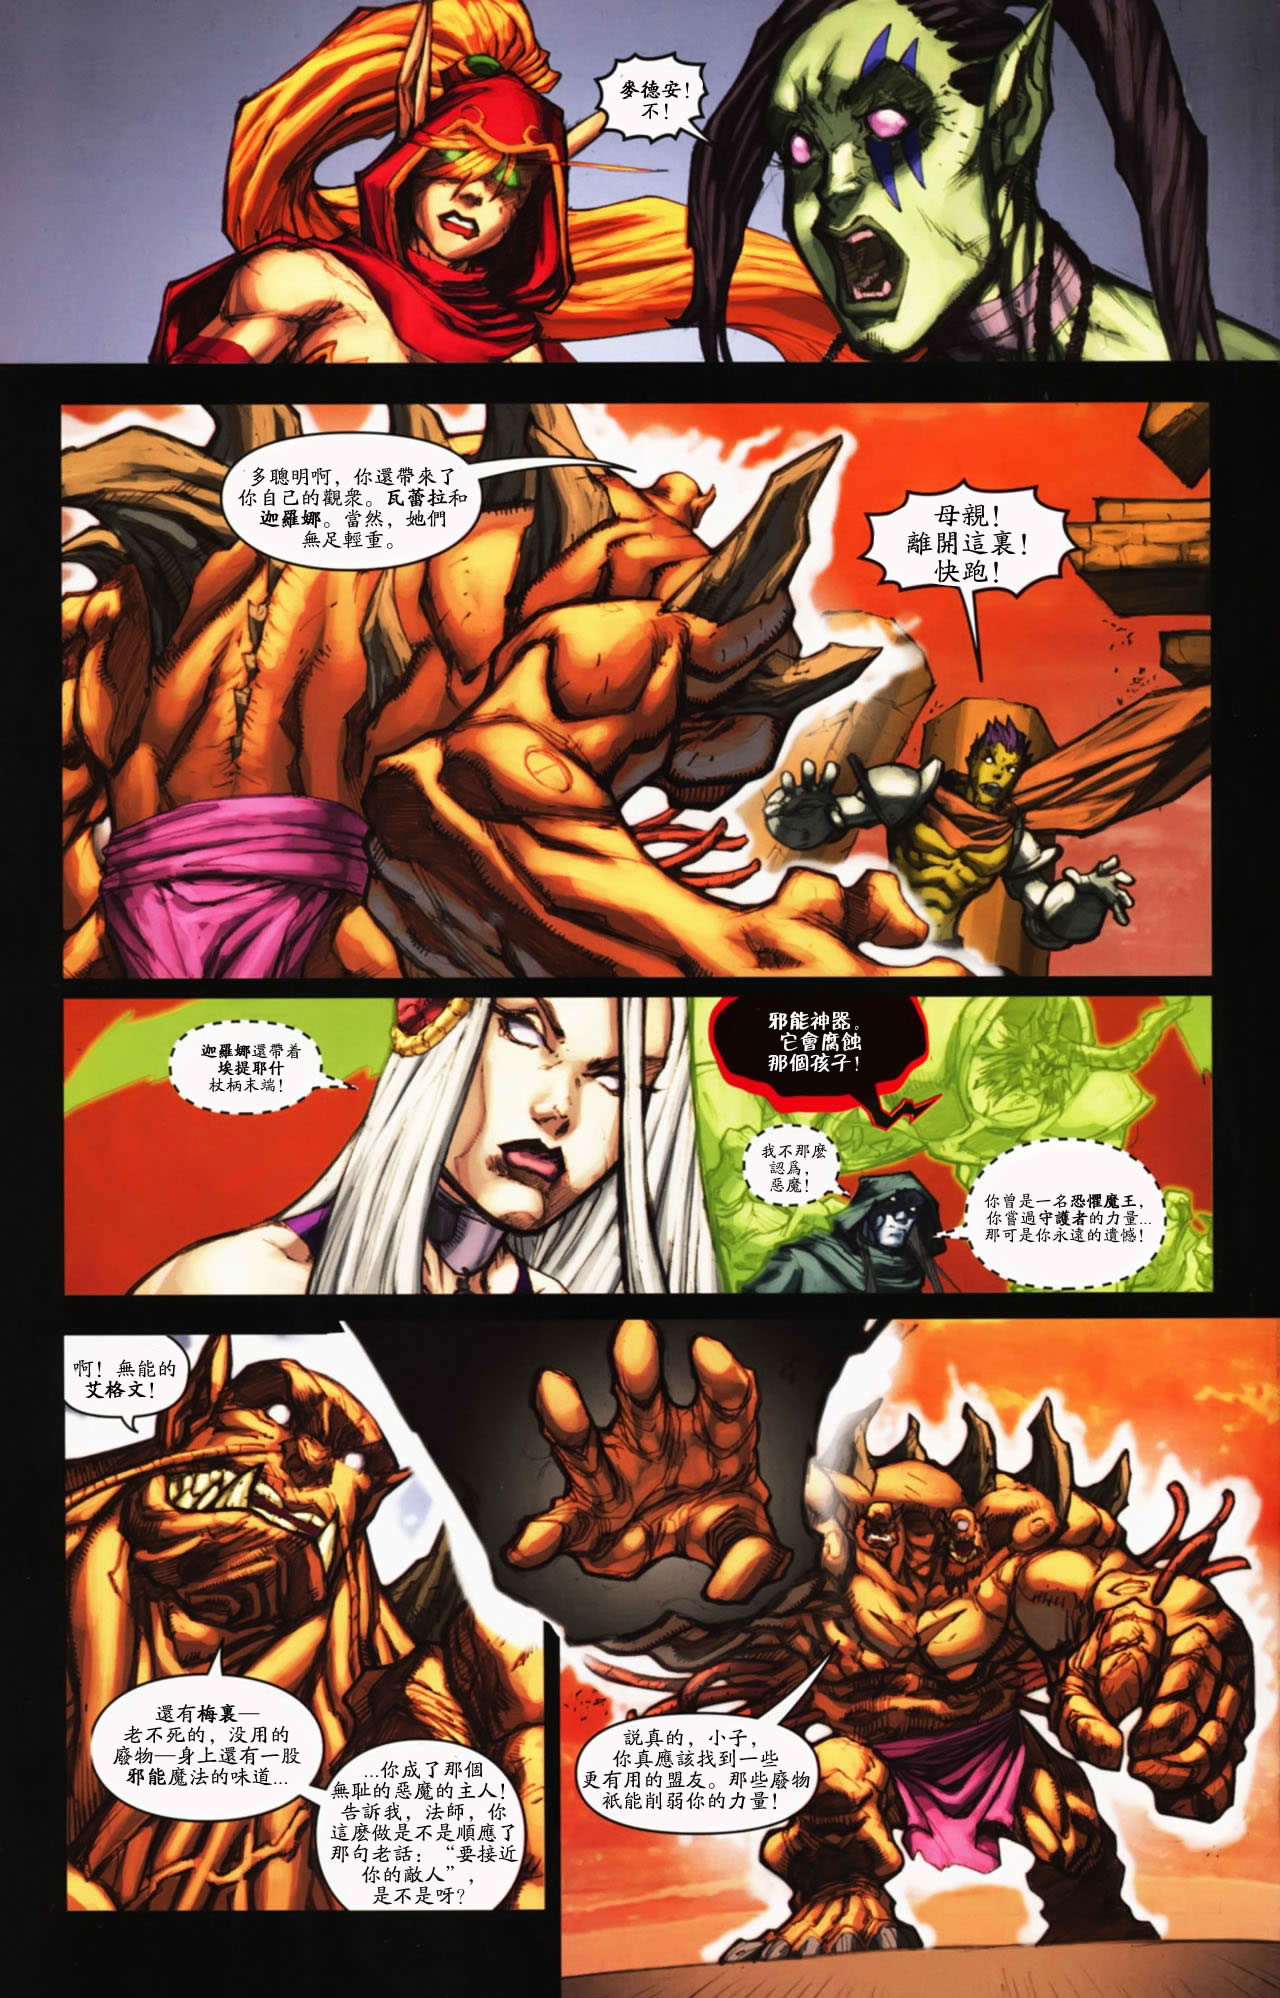 麥德安！
不！
多聰明啊，你還帶來了
你自己的觀衆。瓦蕾拉和
迦羅娜。當然，她們
無足輕重。
母親！
離開這裏！
快跑！
迦羅娜還帶着
埃提耶什
杖柄末端！
邪能神器。
它會腐蝕
那個孩子！
我不那麽
認爲，
惡魔！
你曾是一名恐懼魔王，
你嘗過守護者的力量...
那可是你永遠的遺憾！
啊！無能的
艾格文！
還有梅裏—
老不死的，没用的
廢物—身上還有一股
邪能魔法的味道...
...你成了那個
無耻的惡魔的主人！
告訴我，法師，你
這麽做是不是順應了
那句老話：“要接近
你的敵人”，
是不是呀？
説真的，小子，
你真應該找到一些
更有用的盟友。那些廢物
衹能削弱你的力量！